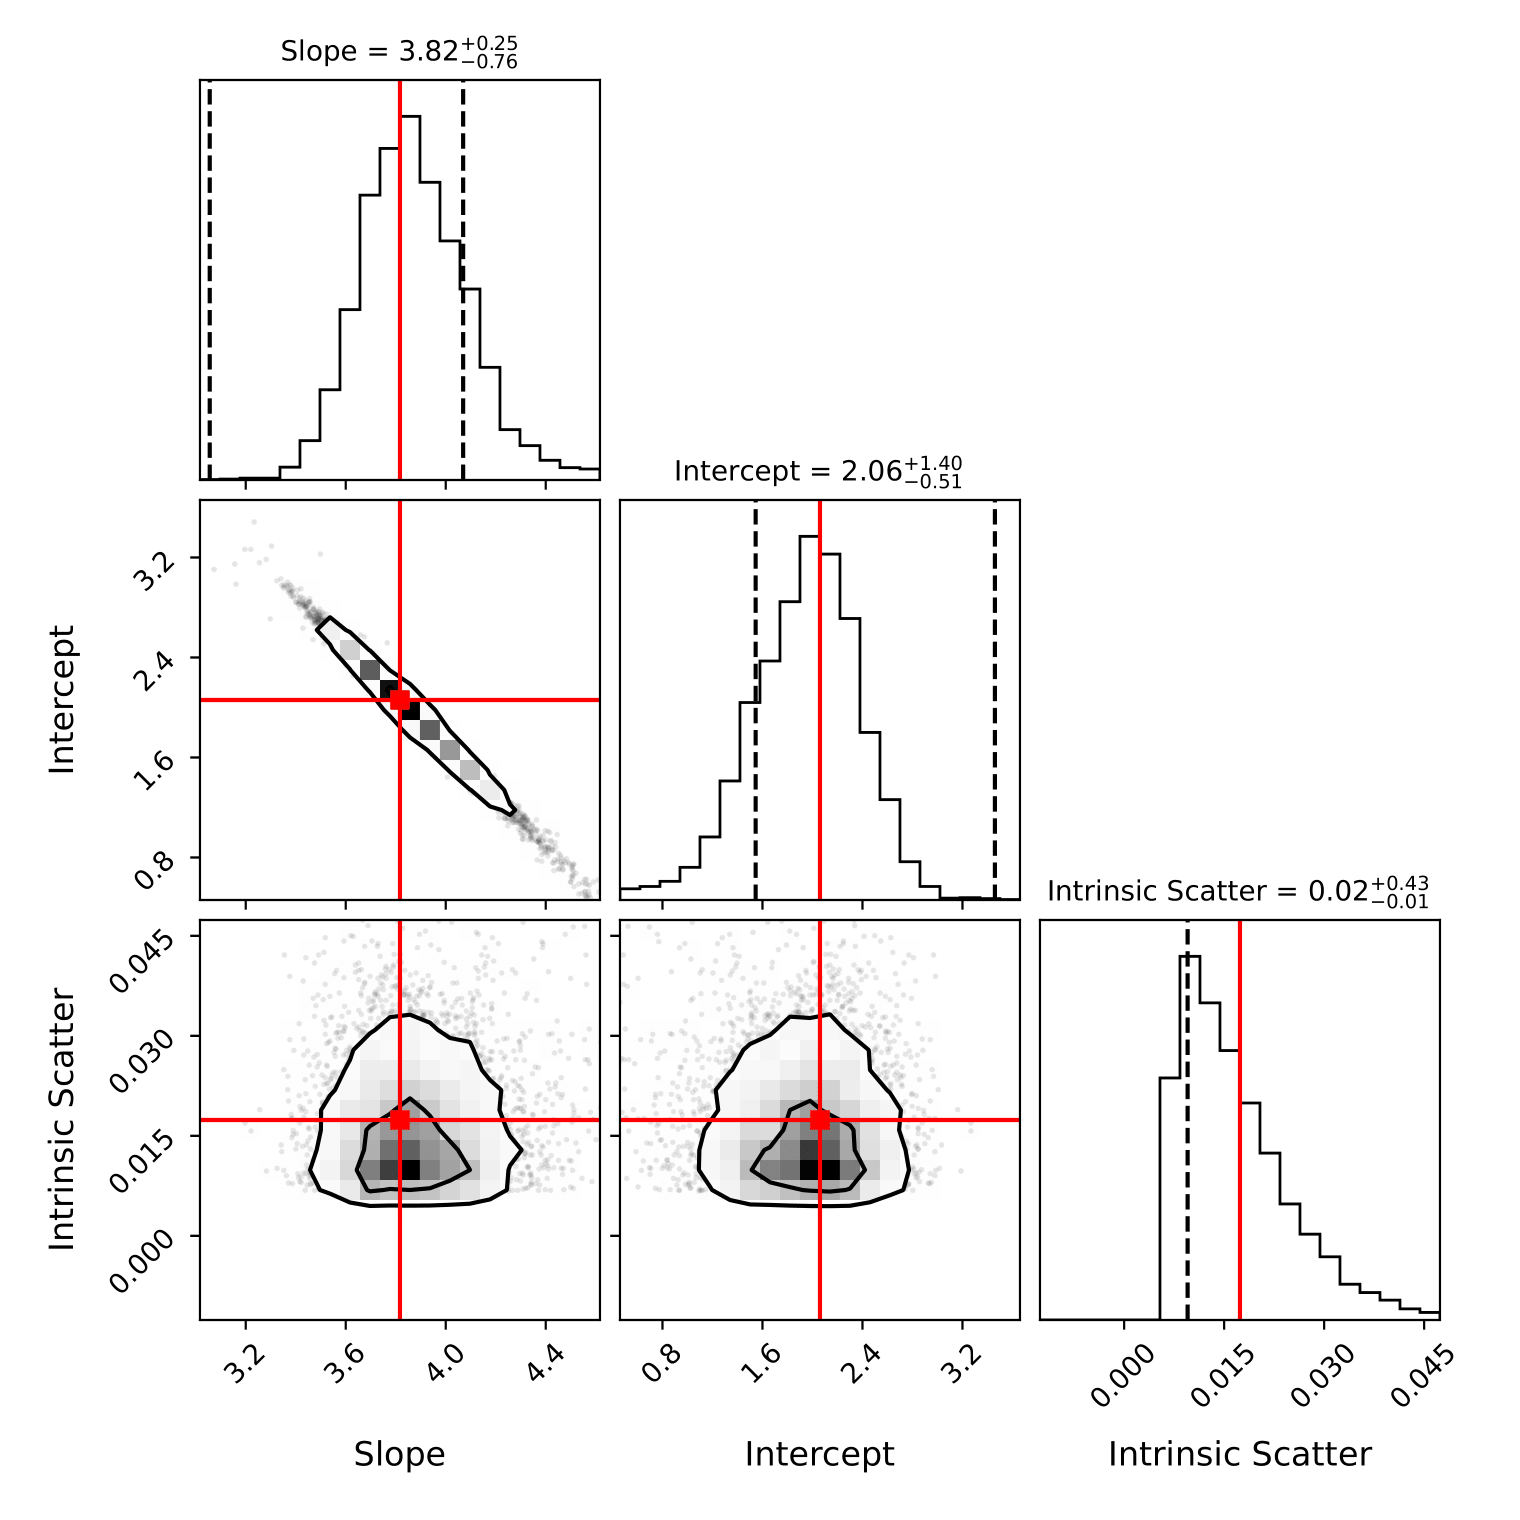 Slope = 3.82+0.25 −0.76
Intercept
3.2
2.4
1.6
0.8
Intercept = 2.06+1.40 −0.51
Intrinsic Scatter
0.045
0.030
0.015
0.000
Intrinsic Scatter = 0.02+0.43 −0.01
3.2 3.6 4.0 4.4
0.8 1.6 2.4 3.2
0.000 0.015 0.030 0.045
Slope
Intercept
Intrinsic Scatter